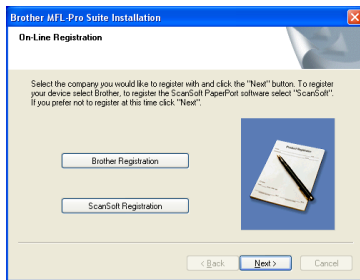 Brother MFL-Pro Suite Installation
On-Line Registration
Select the company you would like to register with and click the "Next" button. To register
your device select Brother, to register the ScanSoft PaperPort software select "ScanSoft".
If you prefer not to register at this time click "Next".
Product Registration
Brother Registration
ScanSoft Registration
< Back
Next >
Cancel